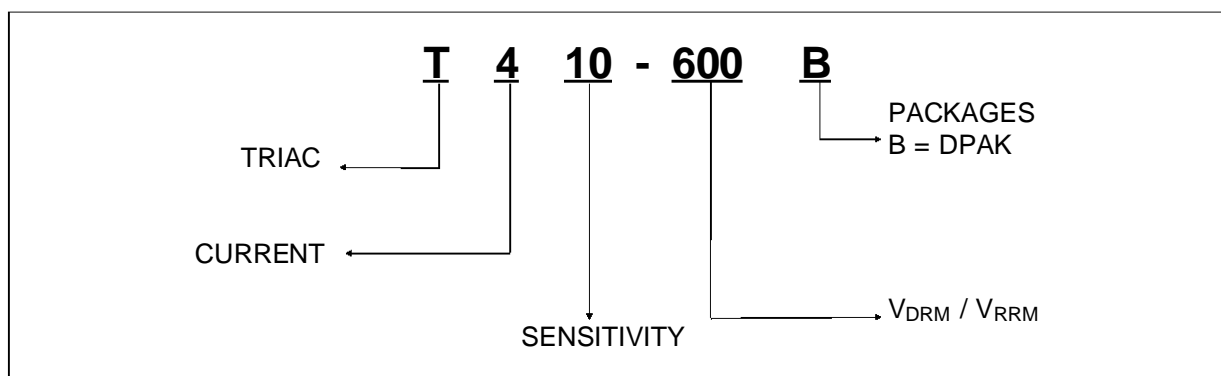 T 4 10 - 600 B
PACKAGES
B = DPAK
TRIAC
CURRENT
VDRM / VRRM
SENSITIVITY